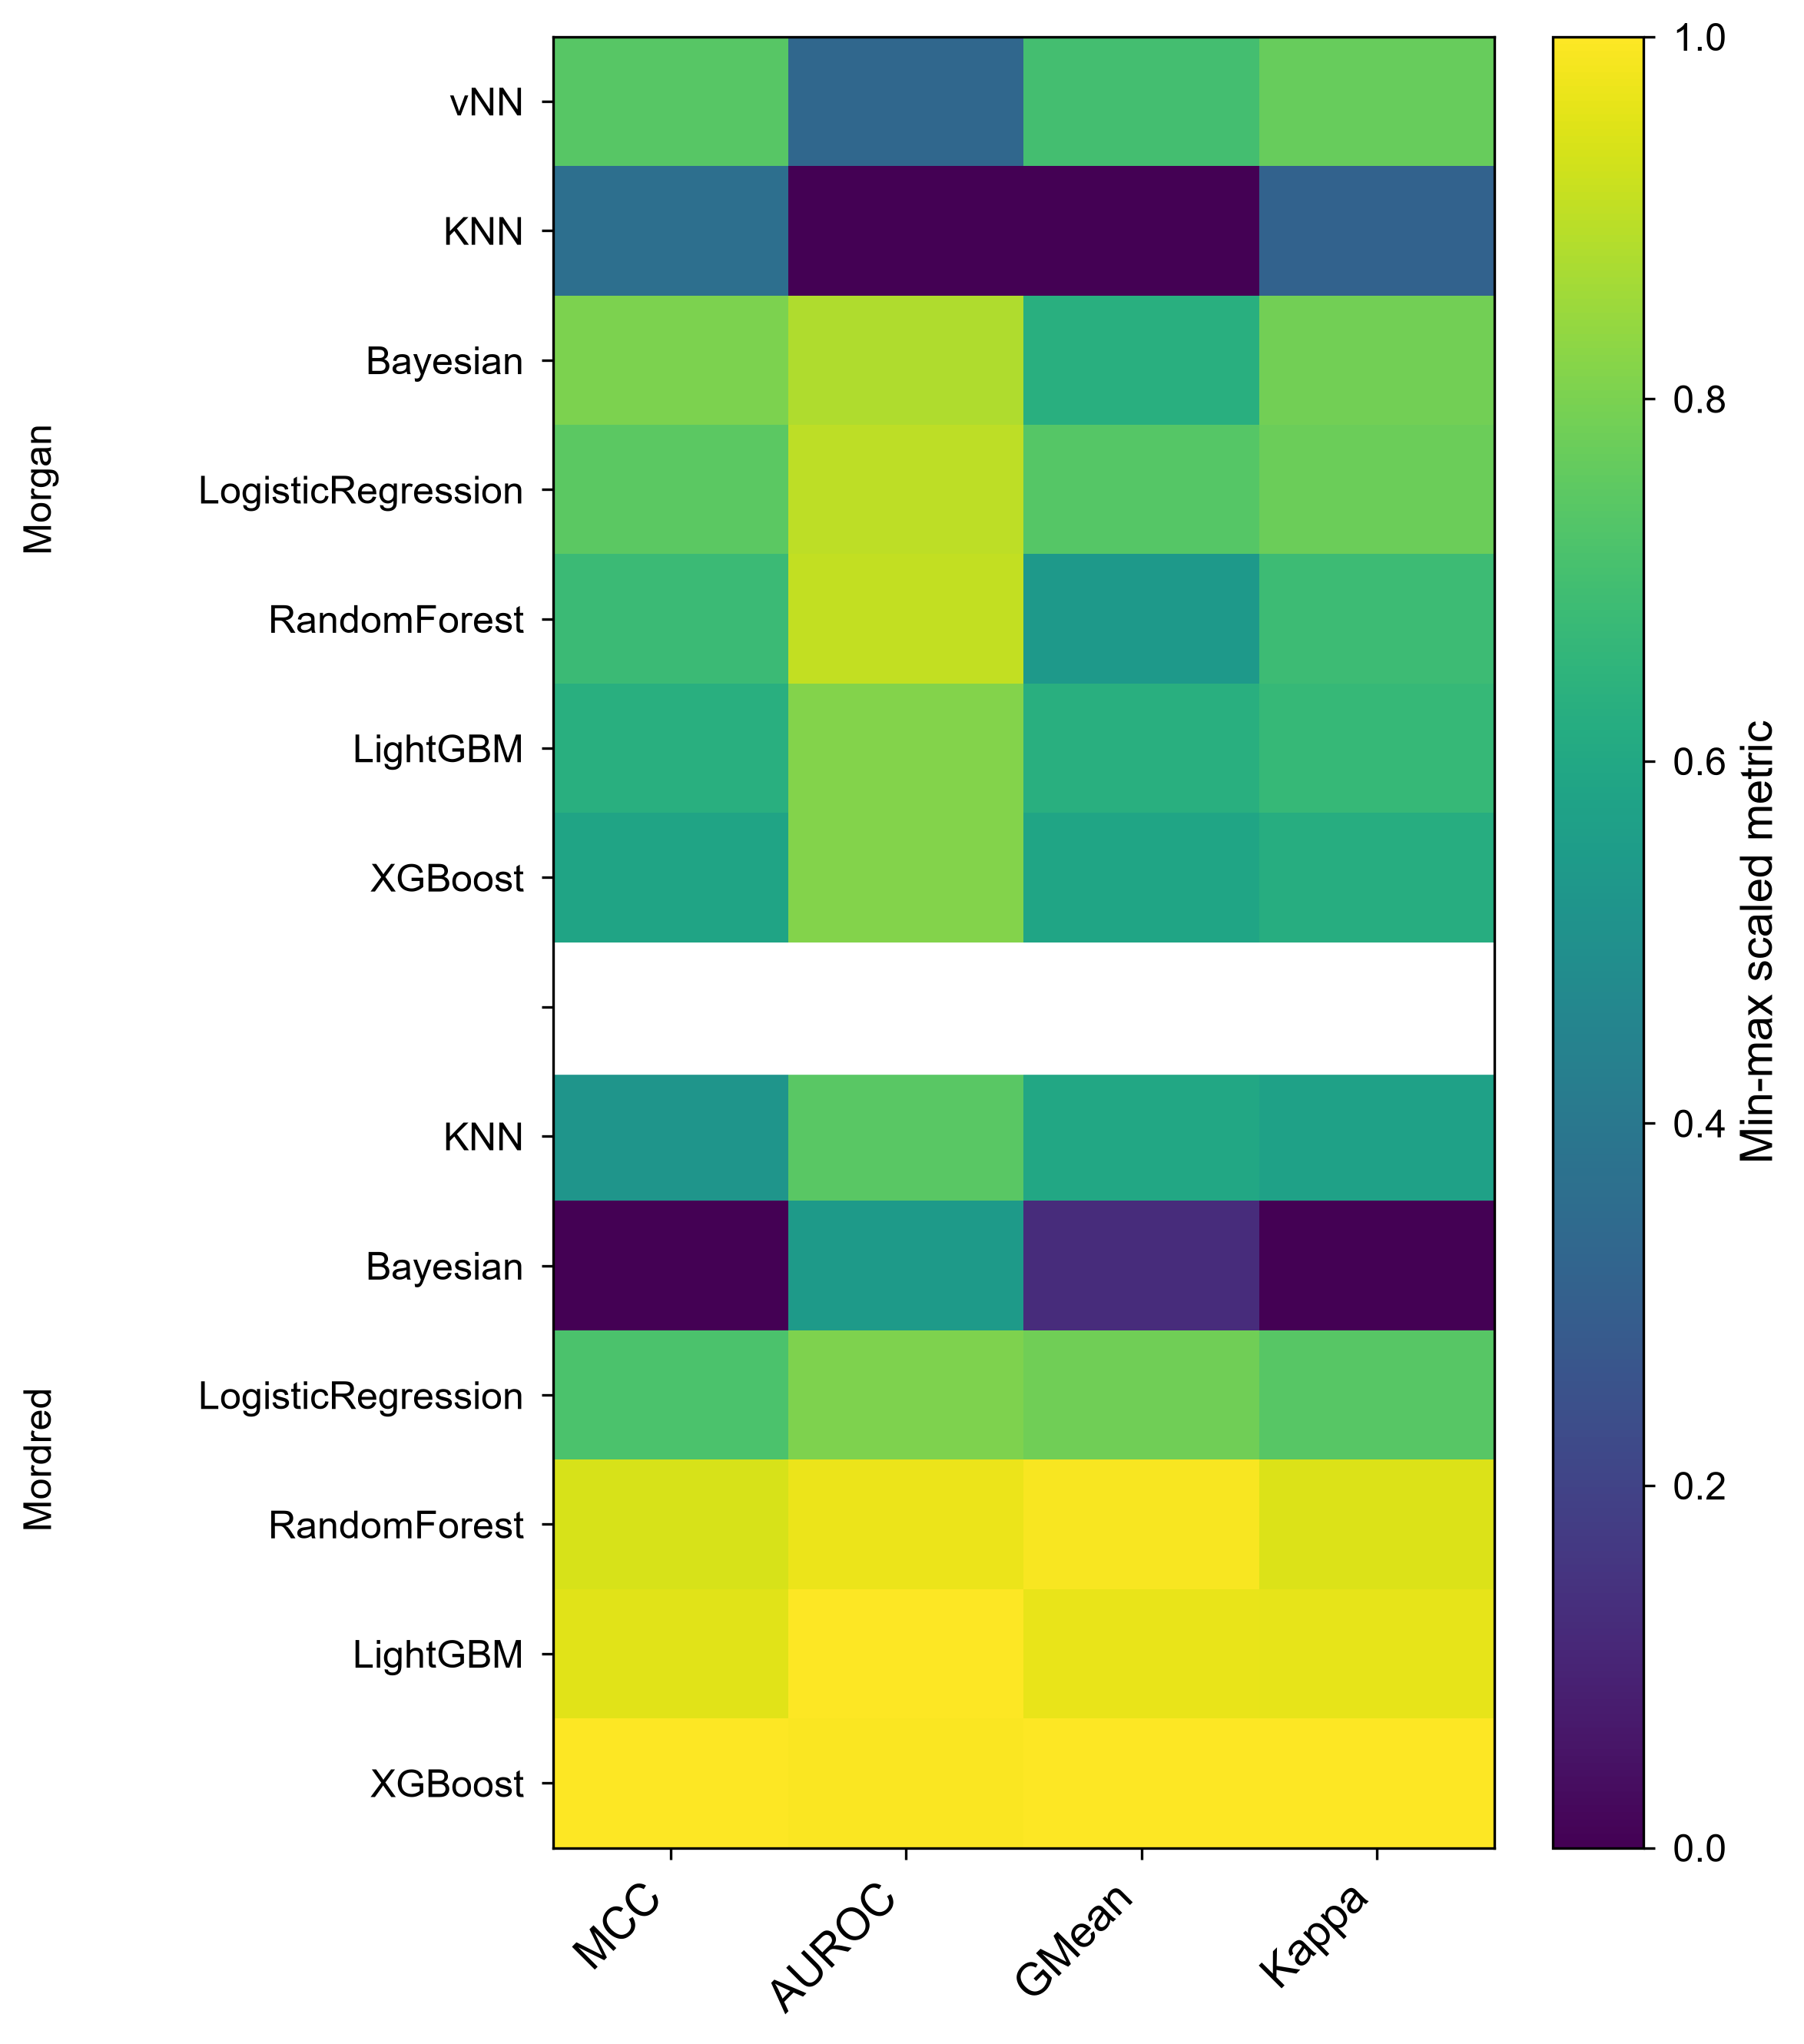 Morgan
vNN
KNN
Bayesian
LogisticRegression
RandomForest
LightGBM
XGBoost
Mordred
KNN
Bayesian
LogisticRegression
RandomForest
LightGBM
XGBoost
MCC
AUROC
GMean
Kappa
1.0
0.8
0.6
0.4
0.2
0.0
Min-max scaled metric